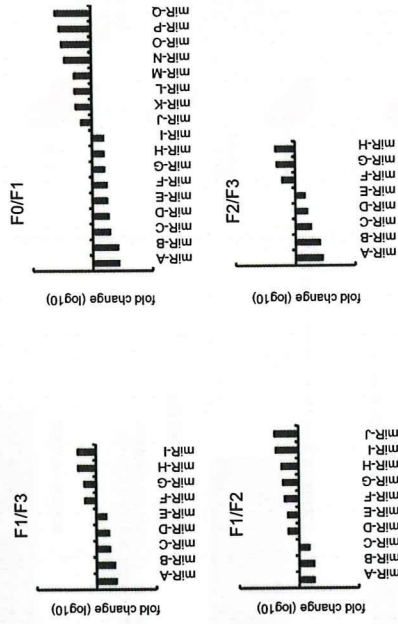 F1/F3
fold change (log10)
miR-A
miR-B
miR-C
miR-D
miR-E
miR-F
miR-G
miR-H
miR-I
F0/F1
fold change (log10)
miR-A
miR-B
miR-C
miR-D
miR-E
miR-F
miR-G
miR-H
miR-I
miR-J
miR-K
miR-L
miR-M
miR-N
miR-O
miR-P
miR-Q
F1/F2
fold change (log10)
miR-A
miR-B
miR-C
miR-D
miR-E
miR-F
miR-G
miR-H
miR-I
miR-J
F2/F3
fold change (log10)
miR-A
miR-B
miR-C
miR-D
miR-E
miR-F
miR-G
miR-H